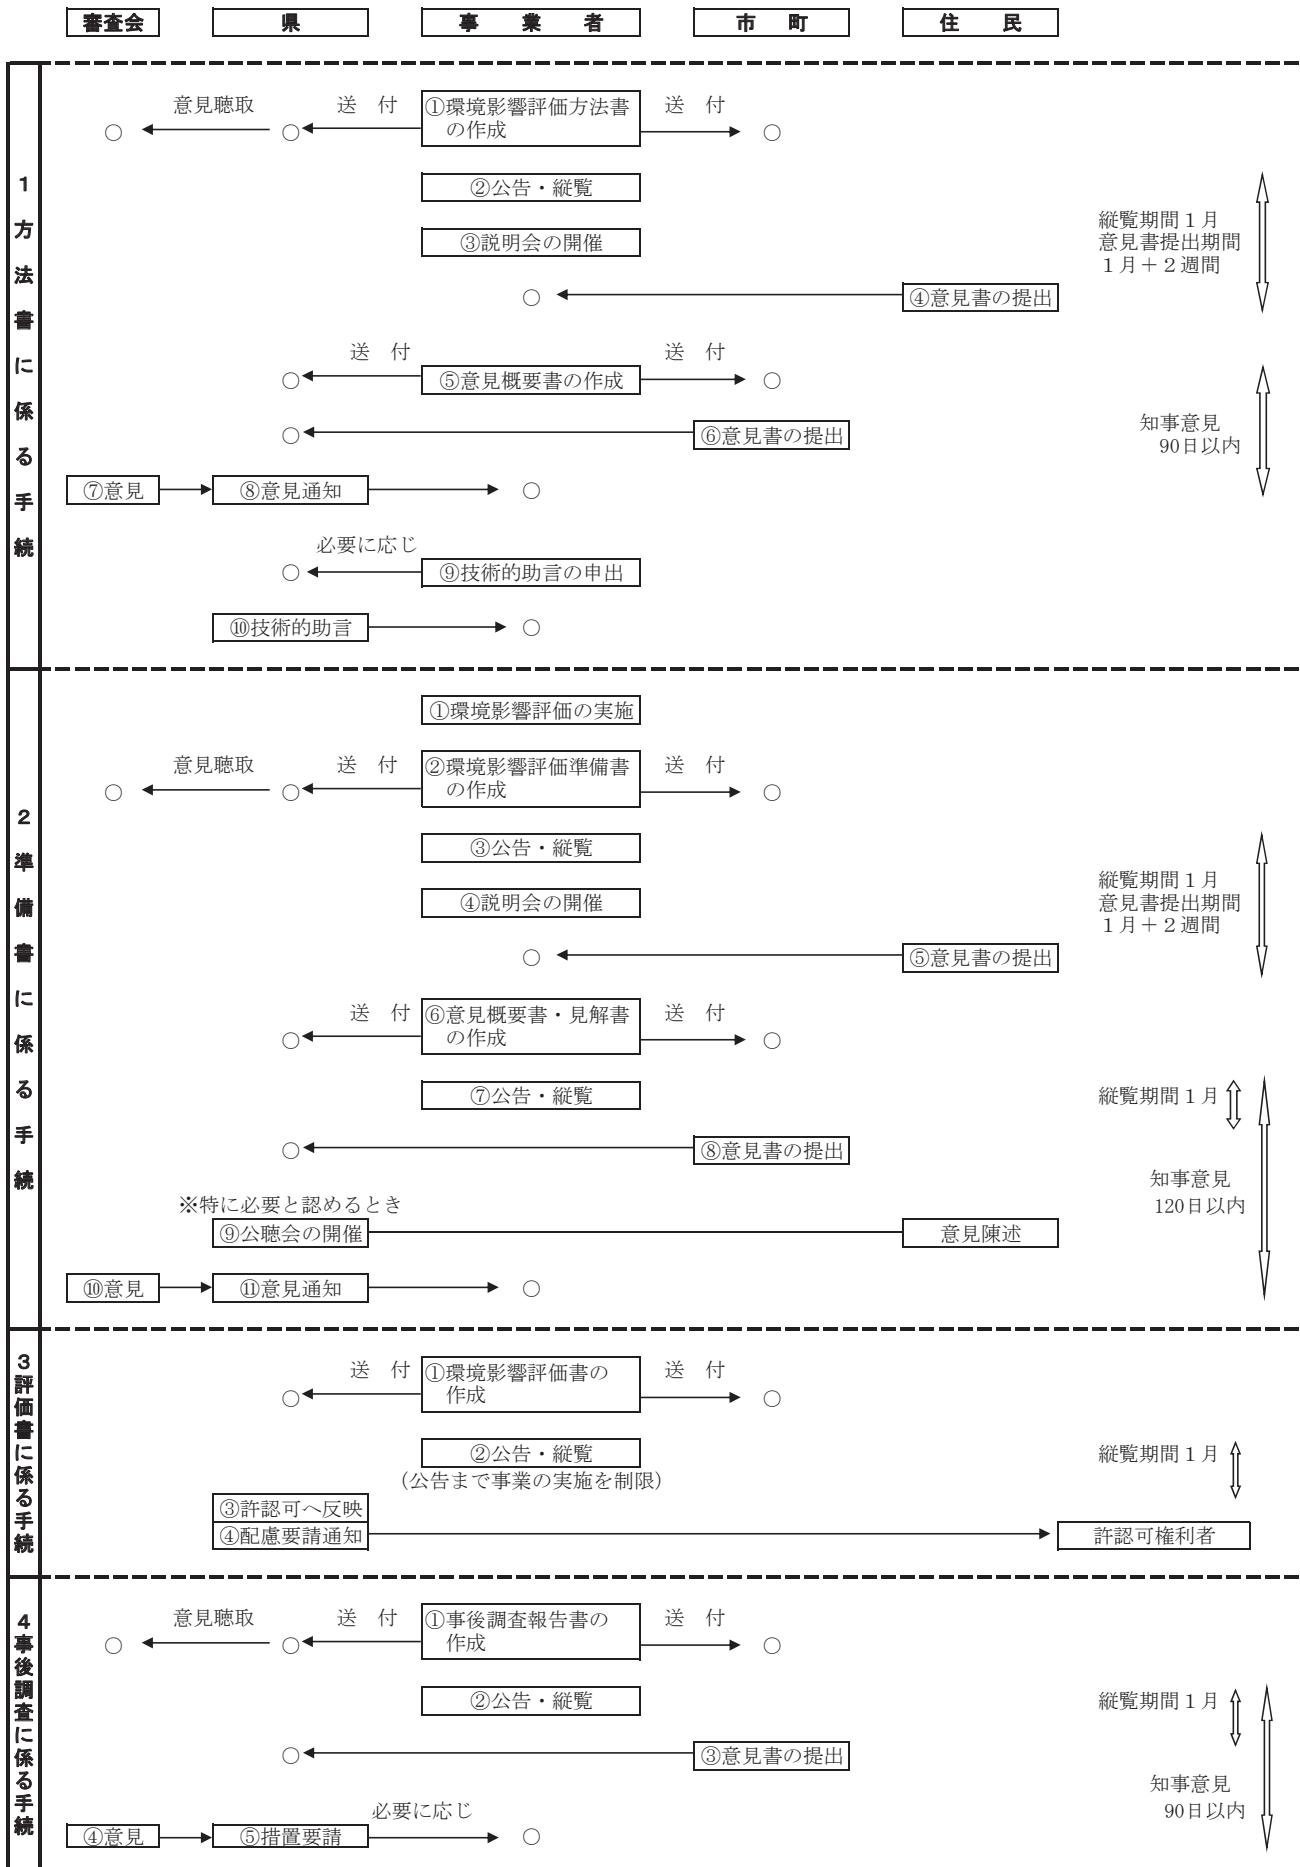 審査会 県 事業者 市町 住民
1方法書に係る手続
意見聴取 送付 ①環境影響評価方法書 送付
の作成
○ ○ ○
②公告・縦覧
縦覧期間1月
③説明会の開催 意見書提出期間
1月+2週間
○ ④意見書の提出
送付 送付
○ ⑤意見概要書の作成 ○
知事意見
○ ⑥意見書の提出 90日以内
⑦意見 ⑧意見通知 ○
必要に応じ
○ ⑨技術的助言の申出
⑩技術的助言 ○
2準備書に係る手続
①環境影響評価の実施
意見聴取 送付 ②環境影響評価準備書 送付
の作成
○ ○ ○
③公告・縦覧
縦覧期間1月
④説明会の開催 意見書提出期間
1月+2週間
○ ⑤意見書の提出
送付 ⑥意見概要書・見解書 送付
の作成
○ ○
⑦公告・縦覧 縦覧期間1月
○ ⑧意見書の提出
知事意見
※特に必要と認めるとき 120日以内
⑨公聴会の開催 意見陳述
⑩意見 ⑪意見通知 ○
3評価書に係る手続
送付 ①環境影響評価書の 送付
作成
○ ○
②公告・縦覧 縦覧期間1月
(公告まで事業の実施を制限)
③許認可へ反映
④配慮要請通知 許認可権利者
4事後調査に係る手続
意見聴取 送付 ①事後調査報告書の 送付
作成
○ ○ ○
②公告・縦覧 縦覧期間1月
○ ③意見書の提出
知事意見
必要に応じ 90日以内
④意見 ⑤措置要請 ○